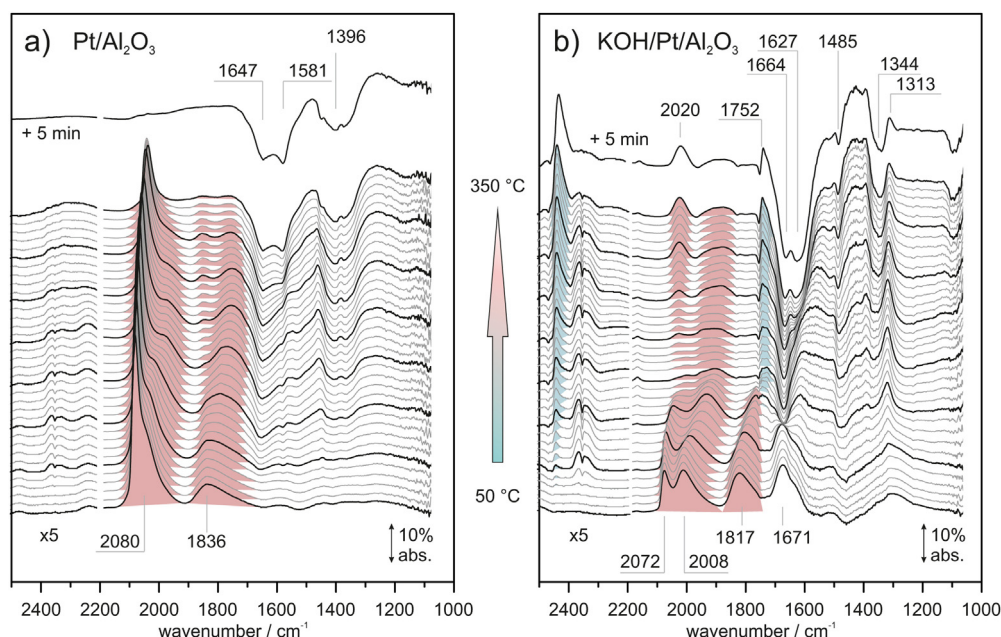 a) Pt/Al₂O₃
1396
1647
1581
+ 5 min
x5
2080
1836
10%
abs.
2400 2200 2000 1800 1600 1400 1200 1000
wavenumber / cm⁻¹
350 °C
50 °C
b) KOH/Pt/Al₂O₃
1627
1485
1664
1344
2020
1752
1313
+ 5 min
x5
1817
1671
2072
2008
10%
abs.
2400 2200 2000 1800 1600 1400 1200 1000
wavenumber / cm⁻¹